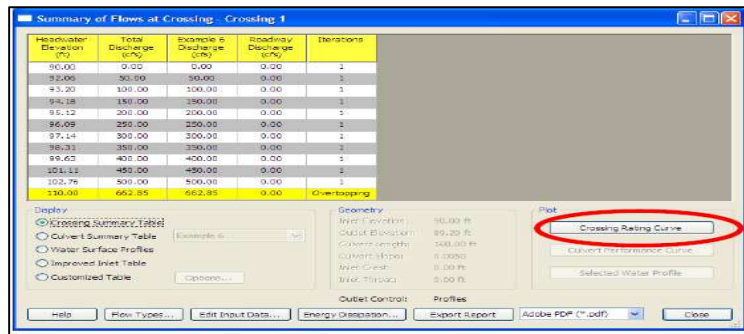 Summary of Flows at Crossing - Crossing 1
Headwater Elevation (ft) Total Discharge (cfs) Example 6 Discharge (cfs) Roadway Discharge (cfs) Iterations
90.00 0.00 0.00 0.00 1
92.06 50.00 50.00 0.00 1
93.20 100.00 100.00 0.00 1
94.18 150.00 150.00 0.00 1
95.12 200.00 200.00 0.00 1
96.09 250.00 250.00 0.00 1
97.14 300.00 300.00 0.00 1
98.31 350.00 350.00 0.00 1
99.63 400.00 400.00 0.00 1
101.11 450.00 450.00 0.00 1
102.76 500.00 500.00 0.00 1
110.00 662.85 662.85 0.00 Overtopping
Display Geometry Plot
Crossing Summary Table Inlet Elevation: 90.00 ft Crossing Rating Curve
Culvert Summary Table Example 6 Outlet Elevation: 89.50 ft
Water Surface Profiles Culvert Length: 100.00 ft Culvert Performance Curve
Improved Inlet Table Culvert Slope: 0.0050
Customized Table Options... Inlet Crest: 0.00 ft Selected Water Profile
Inlet Throat: 0.00 ft
Outlet Control: Profiles
Help Flow Types... Edit Input Data... Energy Dissipation... Export Report Adobe PDF (*.pdf) Close